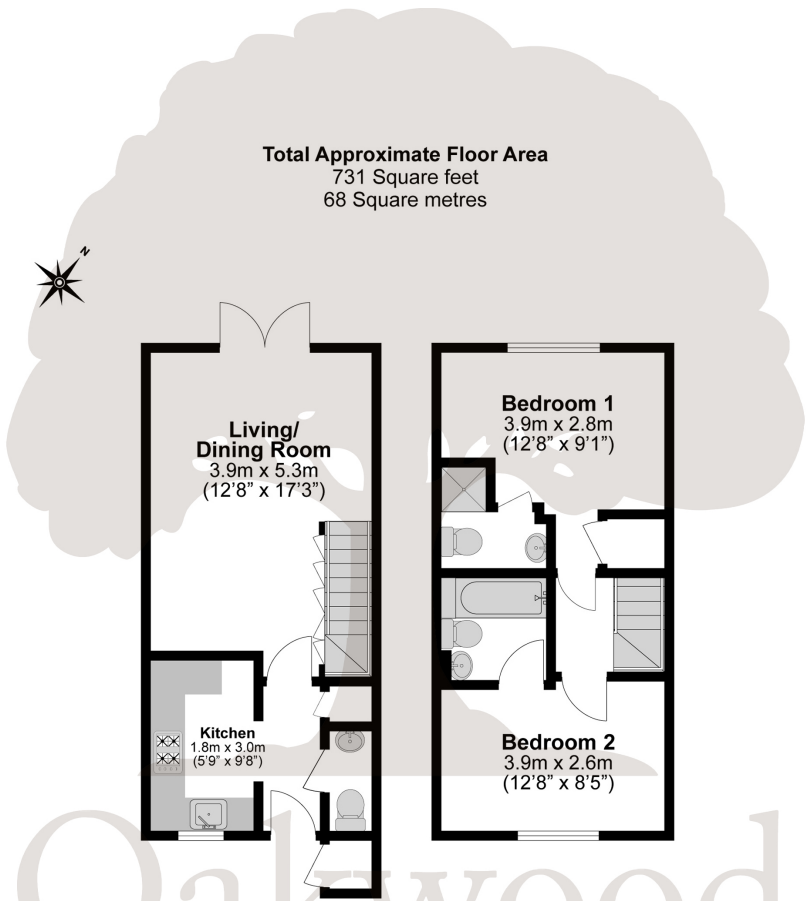 Total Approximate Floor Area
731 Square feet
68 Square metres
N
Living/
Dining Room
3.9m x 5.3m
(12'8" x 17'3")
Bedroom 1
3.9m x 2.8m
(12'8" x 9'1")
Kitchen
1.8m x 3.0m
(5'9" x 9'8")
Bedroom 2
3.9m x 2.6m
(12'8" x 8'5")
Oakwood